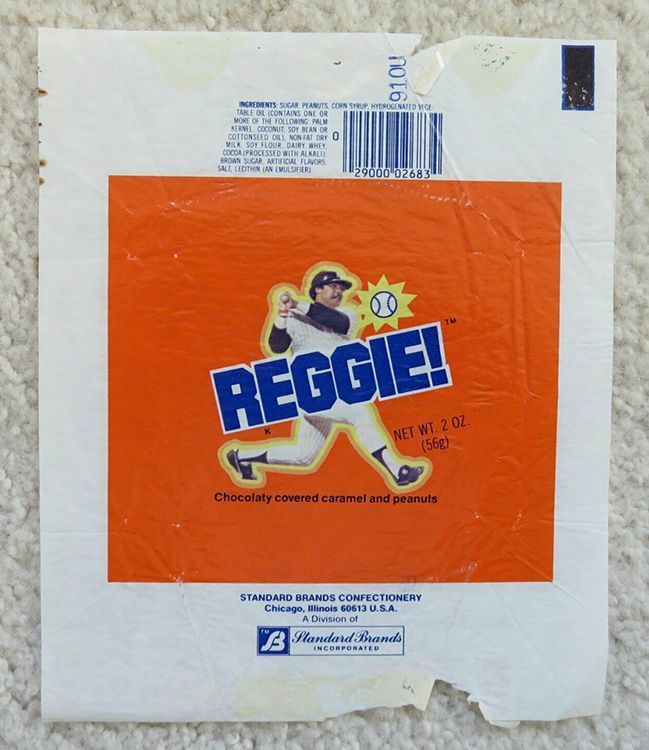 910U
INGREDIENTS: SUGAR, PEANUTS, CORN SYRUP, HYDROGENATED VEGE-
TABLE OIL (CONTAINS ONE OR
MORE OF THE FOLLOWING: PALM
KERNEL, COCONUT, SOY BEAN OR
COTTONSEED OIL), NON-FAT DRY
MILK, SOY FLOUR, DAIRY WHEY,
COCOA (PROCESSED WITH ALKALI),
BROWN SUGAR, ARTIFICIAL FLAVORS,
SALT, LECITHIN (AN EMULSIFIER)
0
29000 02683
REGGIE!™
K
NET WT. 2 OZ.
(56g)
Chocolaty covered caramel and peanuts
STANDARD BRANDS CONFECTIONERY
Chicago, Illinois 60613 U.S.A.
A Division of
™ B Standard Brands
INCORPORATED